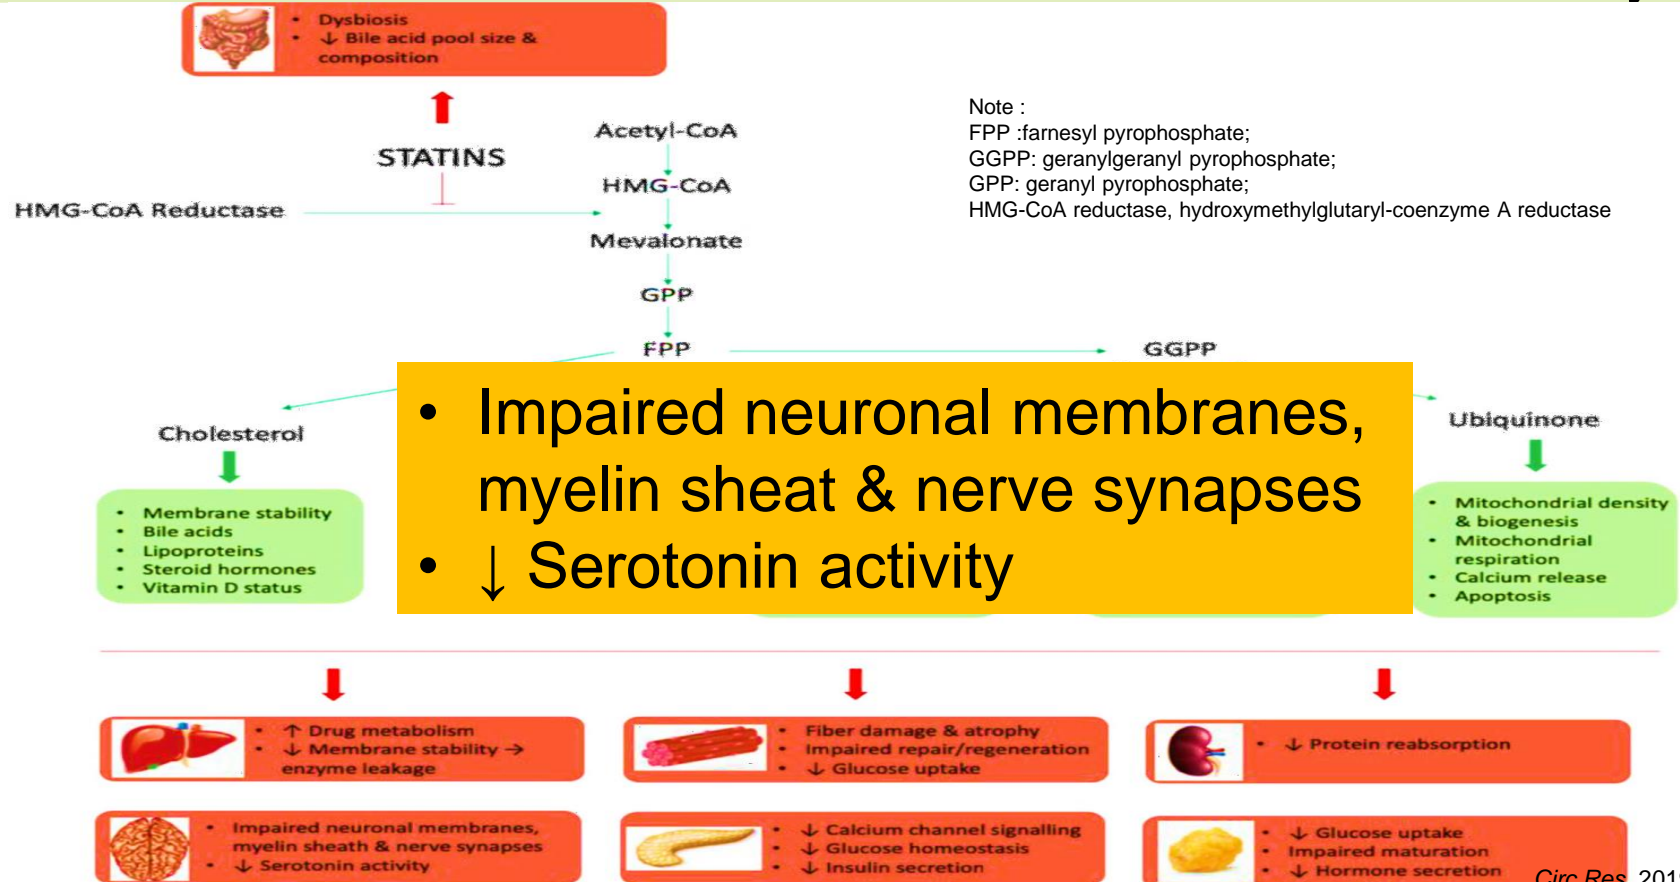 • Dysbiosis
• ↓ Bile acid pool size &
composition
Note :
FPP :farnesyl pyrophosphate;
GGPP: geranylgeranyl pyrophosphate;
GPP: geranyl pyrophosphate;
HMG-CoA reductase, hydroxymethylglutaryl-coenzyme A reductase
Acetyl-CoA
STATINS
HMG-CoA
HMG-CoA Reductase
Mevalonate
GPP
FPP
GGPP
Cholesterol
Ubiquinone
• Impaired neuronal membranes,
myelin sheat & nerve synapses
• ↓ Serotonin activity
• Membrane stability
• Bile acids
• Lipoproteins
• Steroid hormones
• Vitamin D status
• Mitochondrial density
& biogenesis
• Mitochondrial
respiration
• Calcium release
• Apoptosis
• ↑ Drug metabolism
• ↓ Membrane stability →
enzyme leakage
• Fiber damage & atrophy
• Impaired repair/regeneration
• ↓ Glucose uptake
• ↓ Protein reabsorption
• Impaired neuronal membranes,
myelin sheath & nerve synapses
• ↓ Serotonin activity
• ↓ Calcium channel signalling
• ↓ Glucose homeostasis
• ↓ Insulin secretion
• ↓ Glucose uptake
• Impaired maturation
• ↓ Hormone secretion
Circ Res. 201